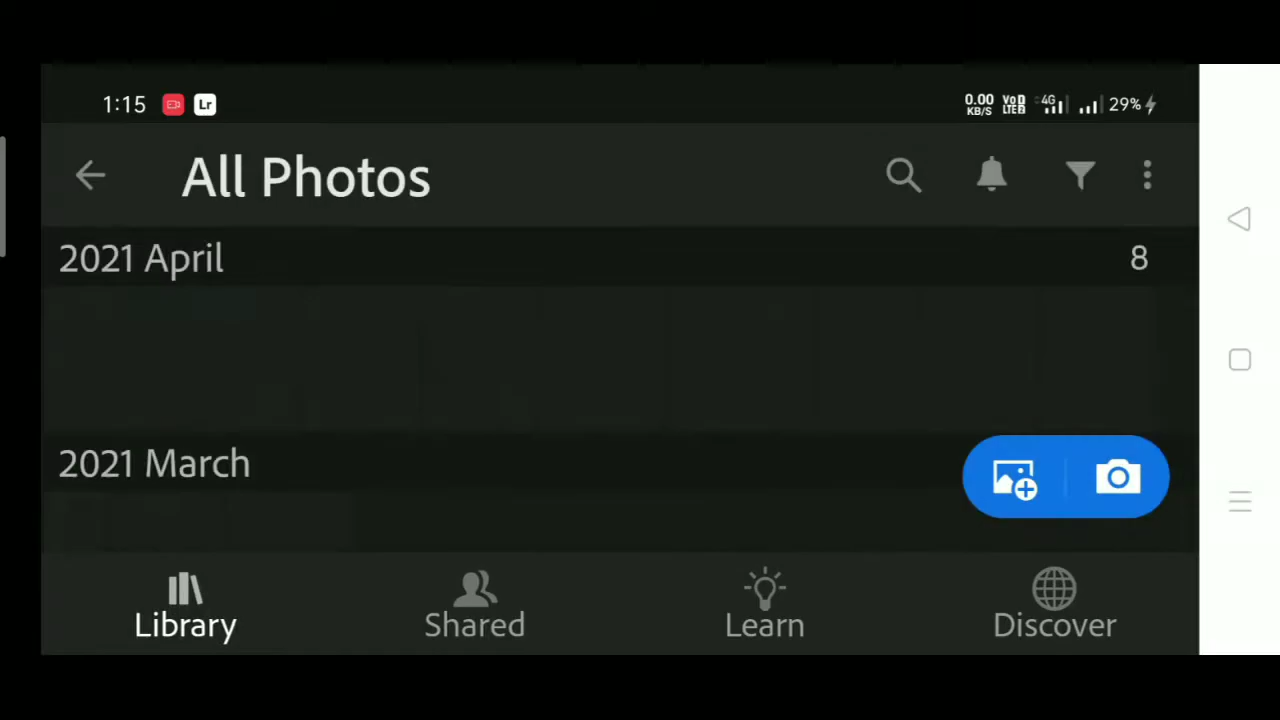 1:15 Lr 0.00 KB/S VoD LTE2 4G 29%
All Photos
2021 April 8
2021 March
Library Shared Learn Discover